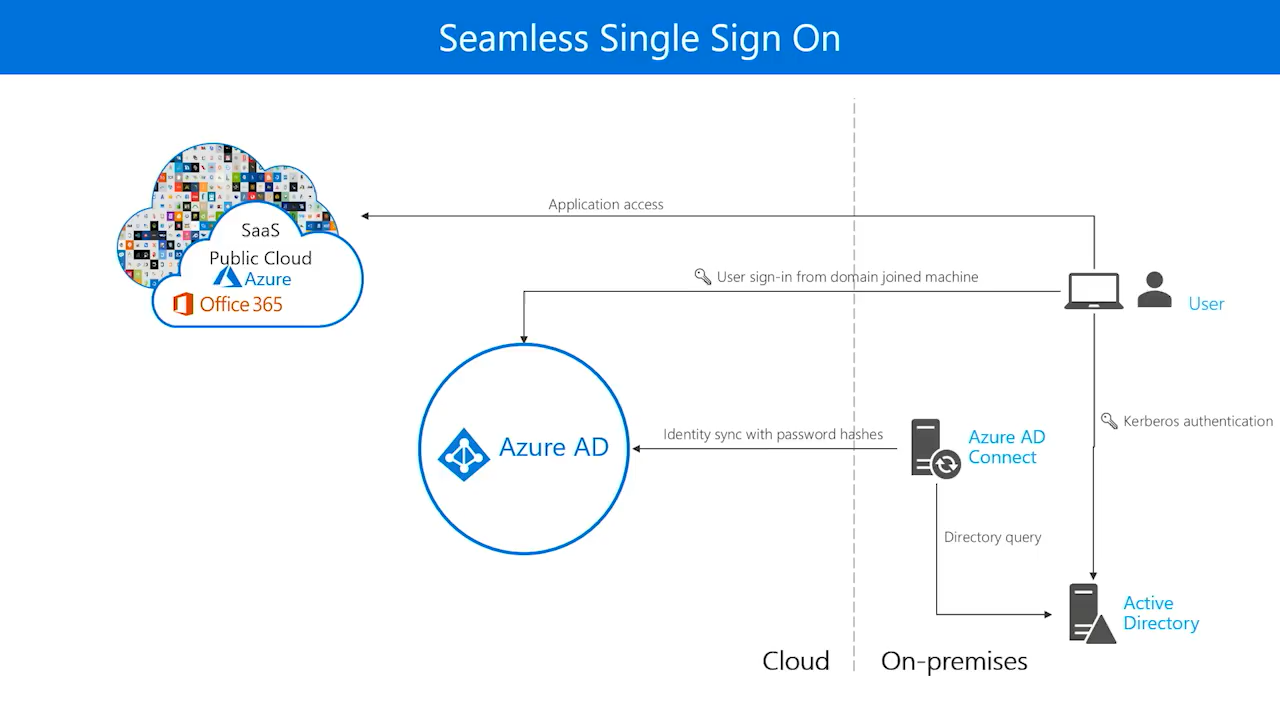 Seamless Single Sign On
Application access
SaaS
Public Cloud
Azure
Office 365
User sign-in from domain joined machine
User
Kerberos authentication
Identity sync with password hashes
Azure AD
Azure AD
Connect
Directory query
Active
Directory
Cloud
On-premises